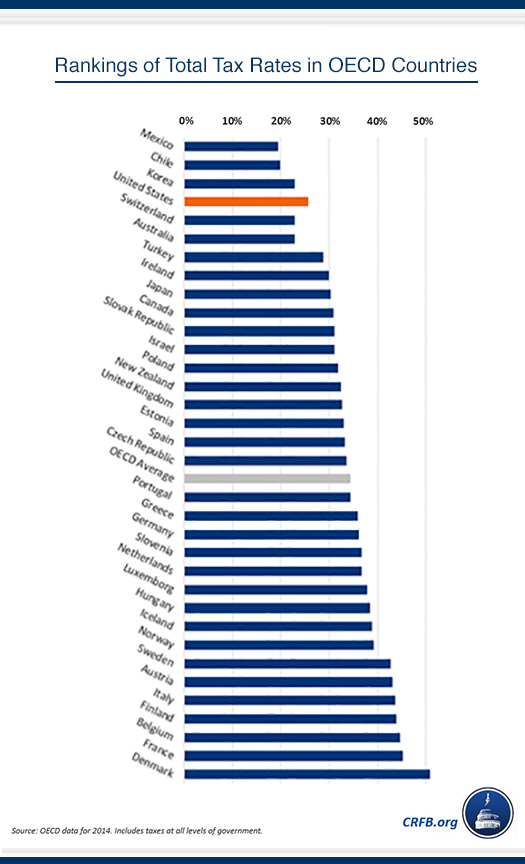 Rankings of Total Tax Rates in OECD Countries
0% 10% 20% 30% 40% 50%
Mexico
Chile
Korea
United States
Switzerland
Australia
Turkey
Ireland
Japan
Canada
Slovak Republic
Israel
Poland
New Zealand
United Kingdom
Estonia
Spain
Czech Republic
OECD Average
Portugal
Greece
Germany
Slovenia
Netherlands
Luxemborg
Hungary
Iceland
Norway
Sweden
Austria
Italy
Finland
Belgium
France
Denmark
CRFB.org
Source: OECD data for 2014. Includes taxes at all levels of government.